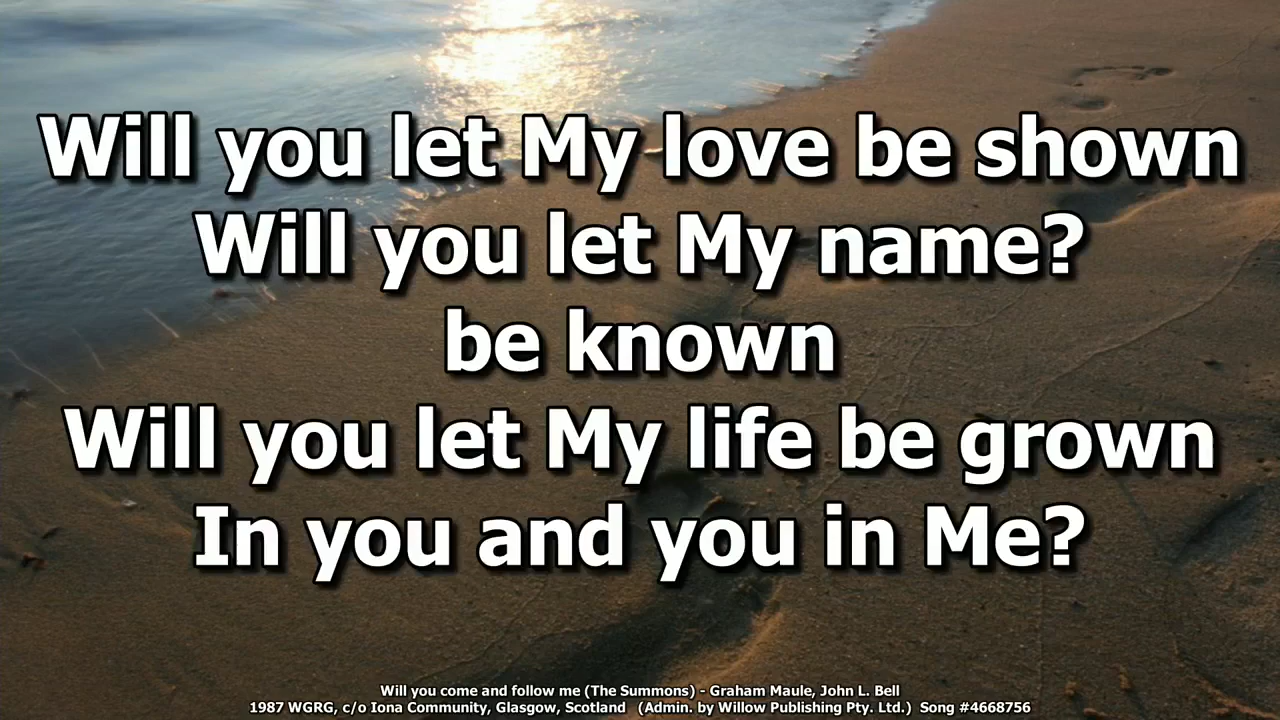 Will you let My love be shown
Will you let My name?
be known
Will you let My life be grown
In you and you in Me?
Will you come and follow me (The Summons) - Graham Maule, John L. Bell
1987 WGRG, c/o Iona Community, Glasgow, Scotland (Admin. by Willow Publishing Pty. Ltd.) Song #4668756